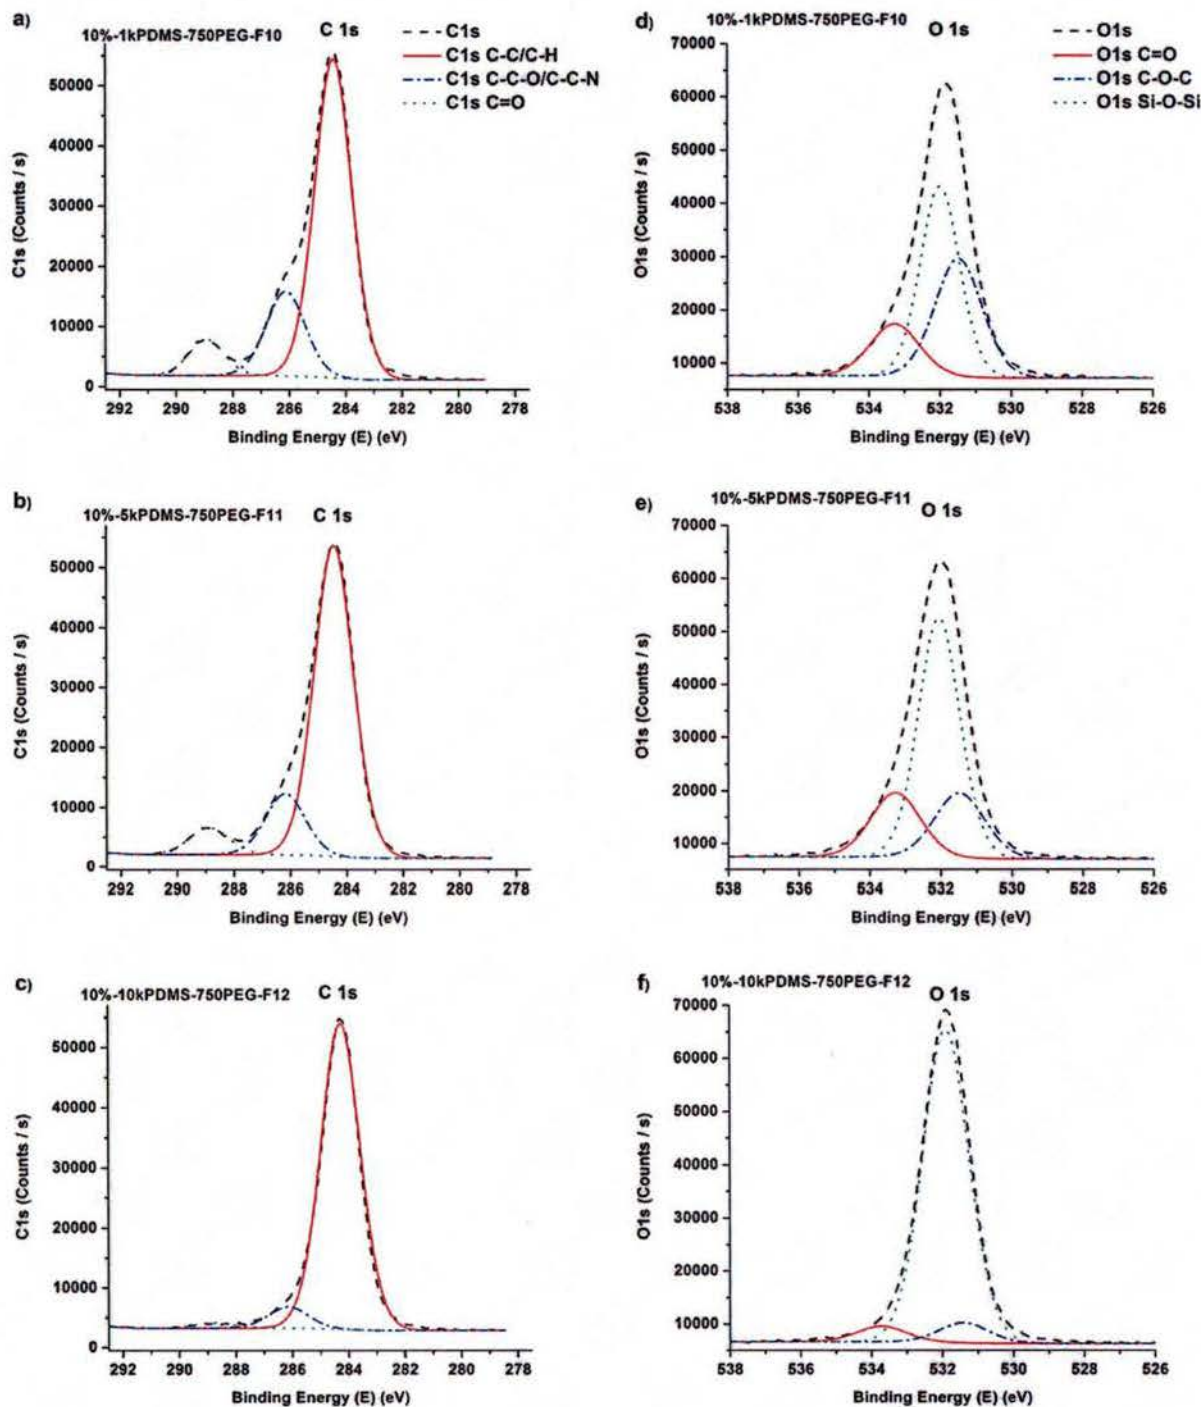 a)
10%-1kPDMS-750PEG-F10
C 1s
C1s
C1s C-C/C-H
C1s C-C-O/C-C-N
C1s C=O
C1s (Counts / s)
50000
40000
30000
20000
10000
0
292 290 288 286 284 282 280 278
Binding Energy (E) (eV)
d)
10%-1kPDMS-750PEG-F10
O 1s
O1s
O1s C=O
O1s C-O-C
O1s Si-O-Si
O1s (Counts / s)
70000
60000
50000
40000
30000
20000
10000
538 536 534 532 530 528 526
Binding Energy (E) (eV)
b)
10%-5kPDMS-750PEG-F11
C 1s
C1s (Counts / s)
50000
40000
30000
20000
10000
0
292 290 288 286 284 282 280 278
Binding Energy (E) (eV)
e)
10%-5kPDMS-750PEG-F11
O 1s
O1s (Counts / s)
70000
60000
50000
40000
30000
20000
10000
538 536 534 532 530 528 526
Binding Energy (E) (eV)
c)
10%-10kPDMS-750PEG-F12
C 1s
C1s (Counts / s)
50000
40000
30000
20000
10000
0
292 290 288 286 284 282 280 278
Binding Energy (E) (eV)
f)
10%-10kPDMS-750PEG-F12
O 1s
O1s (Counts / s)
70000
60000
50000
40000
30000
20000
10000
538 536 534 532 530 528 526
Binding Energy (E) (eV)